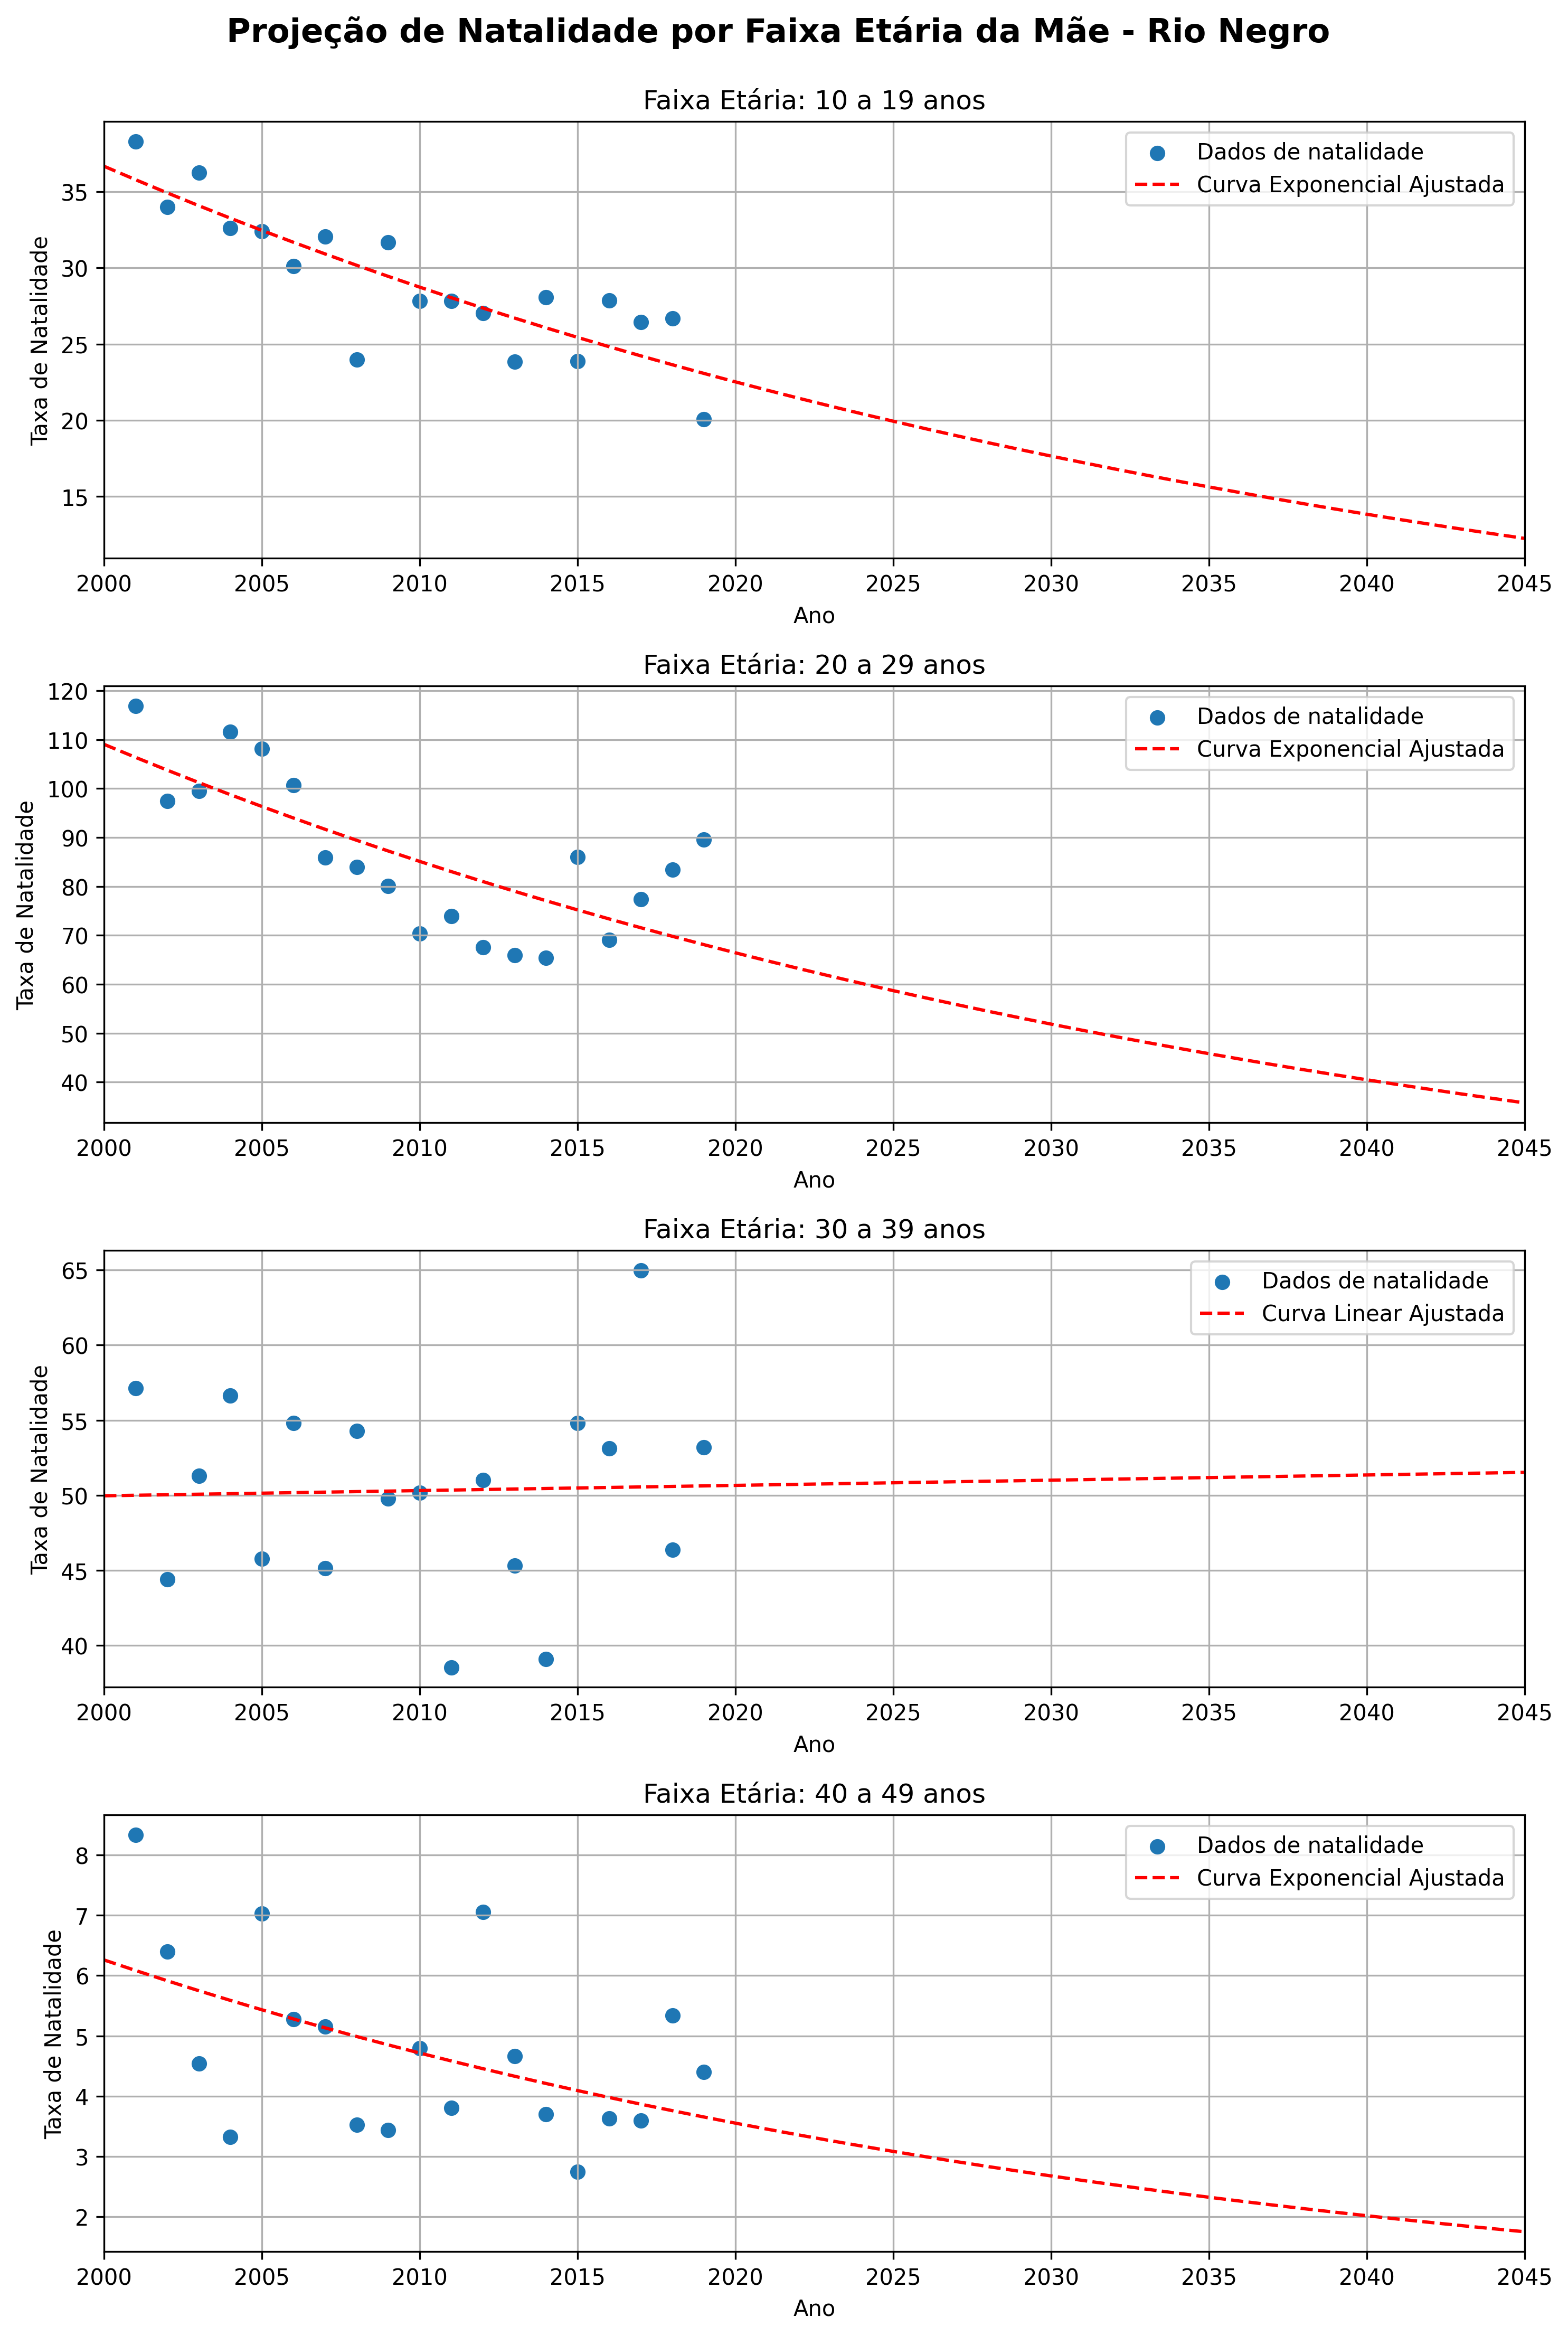 Projeção de Natalidade por Faixa Etária da Mãe - Rio Negro
Faixa Etária: 10 a 19 anos
Dados de natalidade
Curva Exponencial Ajustada
Taxa de Natalidade
35
30
25
20
15
2000 2005 2010 2015 2020 2025 2030 2035 2040 2045
Ano
Faixa Etária: 20 a 29 anos
Dados de natalidade
Curva Exponencial Ajustada
Taxa de Natalidade
120
110
100
90
80
70
60
50
40
2000 2005 2010 2015 2020 2025 2030 2035 2040 2045
Ano
Faixa Etária: 30 a 39 anos
Dados de natalidade
Curva Linear Ajustada
Taxa de Natalidade
65
60
55
50
45
40
2000 2005 2010 2015 2020 2025 2030 2035 2040 2045
Ano
Faixa Etária: 40 a 49 anos
Dados de natalidade
Curva Exponencial Ajustada
Taxa de Natalidade
8
7
6
5
4
3
2
2000 2005 2010 2015 2020 2025 2030 2035 2040 2045
Ano